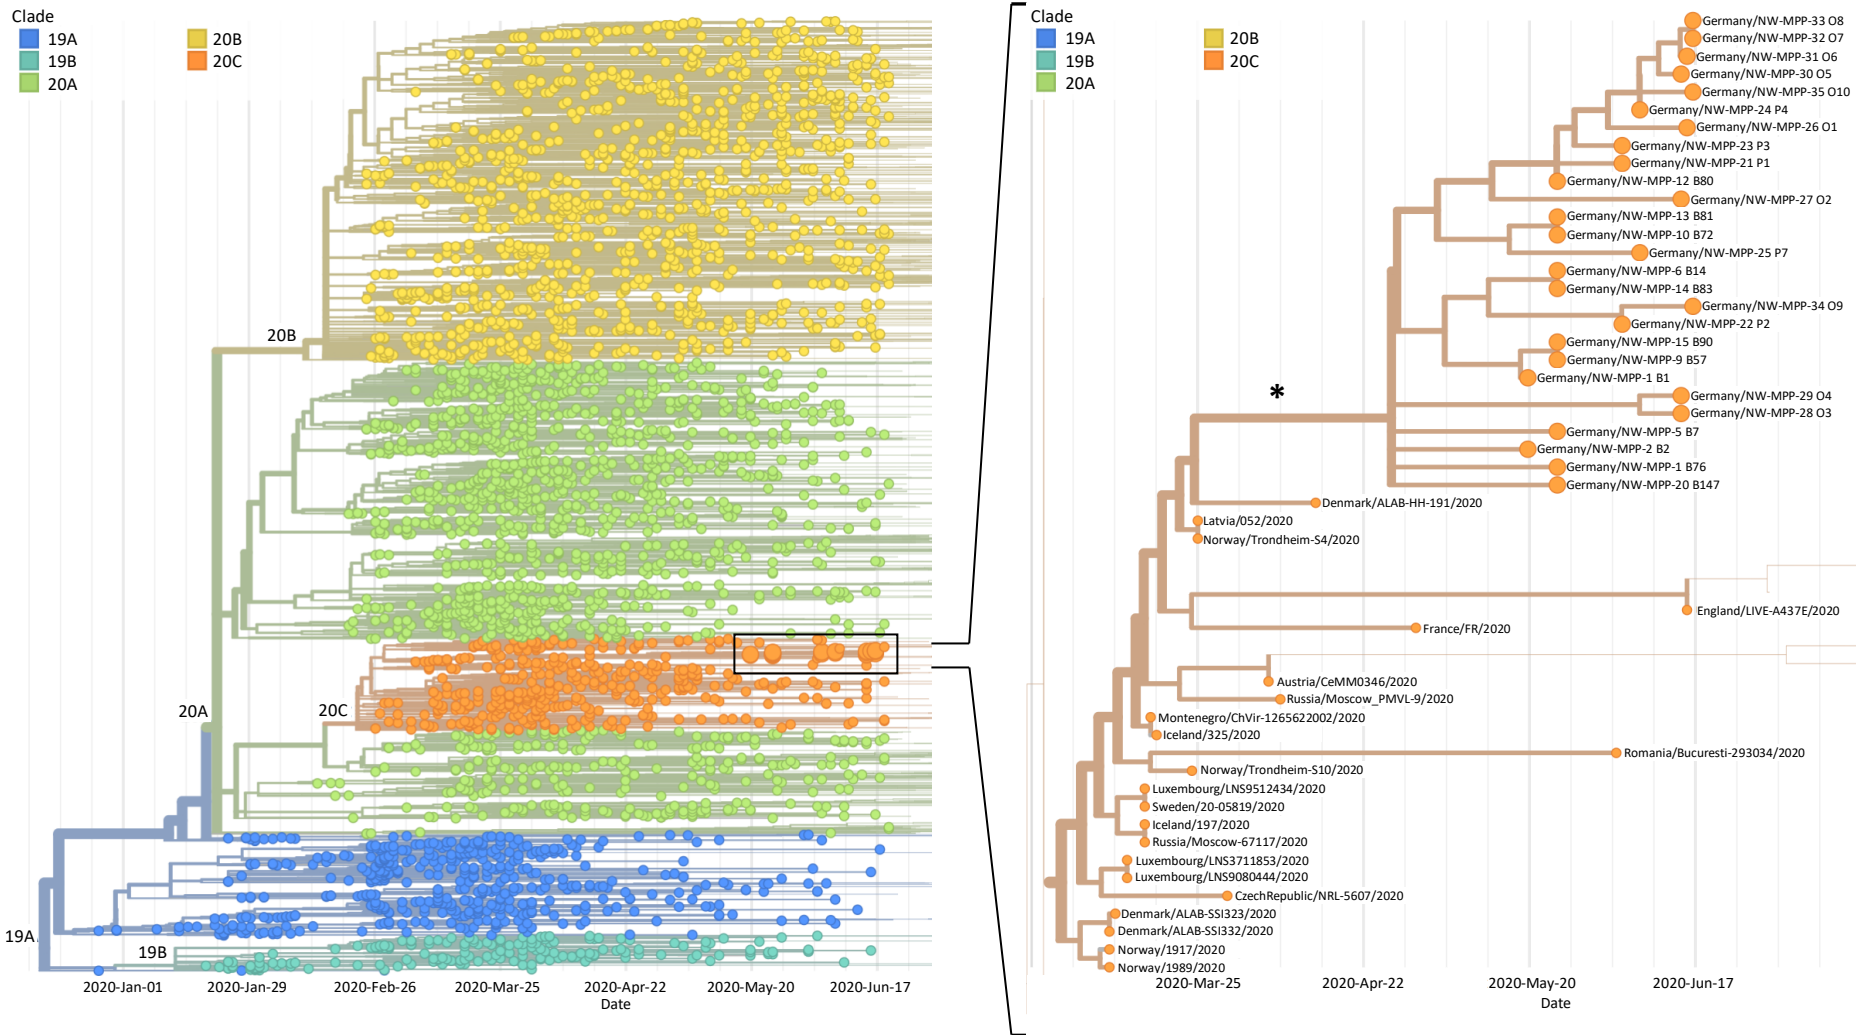 Clade
19A
19B
20A
20B
20C
20B
20A
20C
19A
19B
2020-Jan-01
2020-Jan-29
2020-Feb-26
2020-Mar-25
2020-Apr-22
2020-May-20
2020-Jun-17
Date
Clade
19A
19B
20A
20B
20C
Germany/NW-MPP-33 O8
Germany/NW-MPP-32 O7
Germany/NW-MPP-31 O6
Germany/NW-MPP-30 O5
Germany/NW-MPP-35 O10
Germany/NW-MPP-24 P4
Germany/NW-MPP-26 O1
Germany/NW-MPP-23 P3
Germany/NW-MPP-21 P1
Germany/NW-MPP-12 B80
Germany/NW-MPP-27 O2
Germany/NW-MPP-13 B81
Germany/NW-MPP-10 B72
Germany/NW-MPP-25 P7
Germany/NW-MPP-6 B14
Germany/NW-MPP-14 B83
Germany/NW-MPP-34 O9
Germany/NW-MPP-22 P2
Germany/NW-MPP-15 B90
Germany/NW-MPP-9 B57
Germany/NW-MPP-1 B1
*
Germany/NW-MPP-29 O4
Germany/NW-MPP-28 O3
Germany/NW-MPP-5 B7
Germany/NW-MPP-2 B2
Germany/NW-MPP-1 B76
Germany/NW-MPP-20 B147
Denmark/ALAB-HH-191/2020
Latvia/052/2020
Norway/Trondheim-S4/2020
England/LIVE-A437E/2020
France/FR/2020
Austria/CeMM0346/2020
Russia/Moscow_PMVL-9/2020
Montenegro/ChVir-1265622002/2020
Iceland/325/2020
Romania/Bucuresti-293034/2020
Norway/Trondheim-S10/2020
Luxembourg/LNS9512434/2020
Sweden/20-05819/2020
Iceland/197/2020
Russia/Moscow-67117/2020
Luxembourg/LNS3711853/2020
Luxembourg/LNS9080444/2020
CzechRepublic/NRL-5607/2020
Denmark/ALAB-SSI323/2020
Denmark/ALAB-SSI332/2020
Norway/1917/2020
Norway/1989/2020
2020-Mar-25
2020-Apr-22
2020-May-20
2020-Jun-17
Date